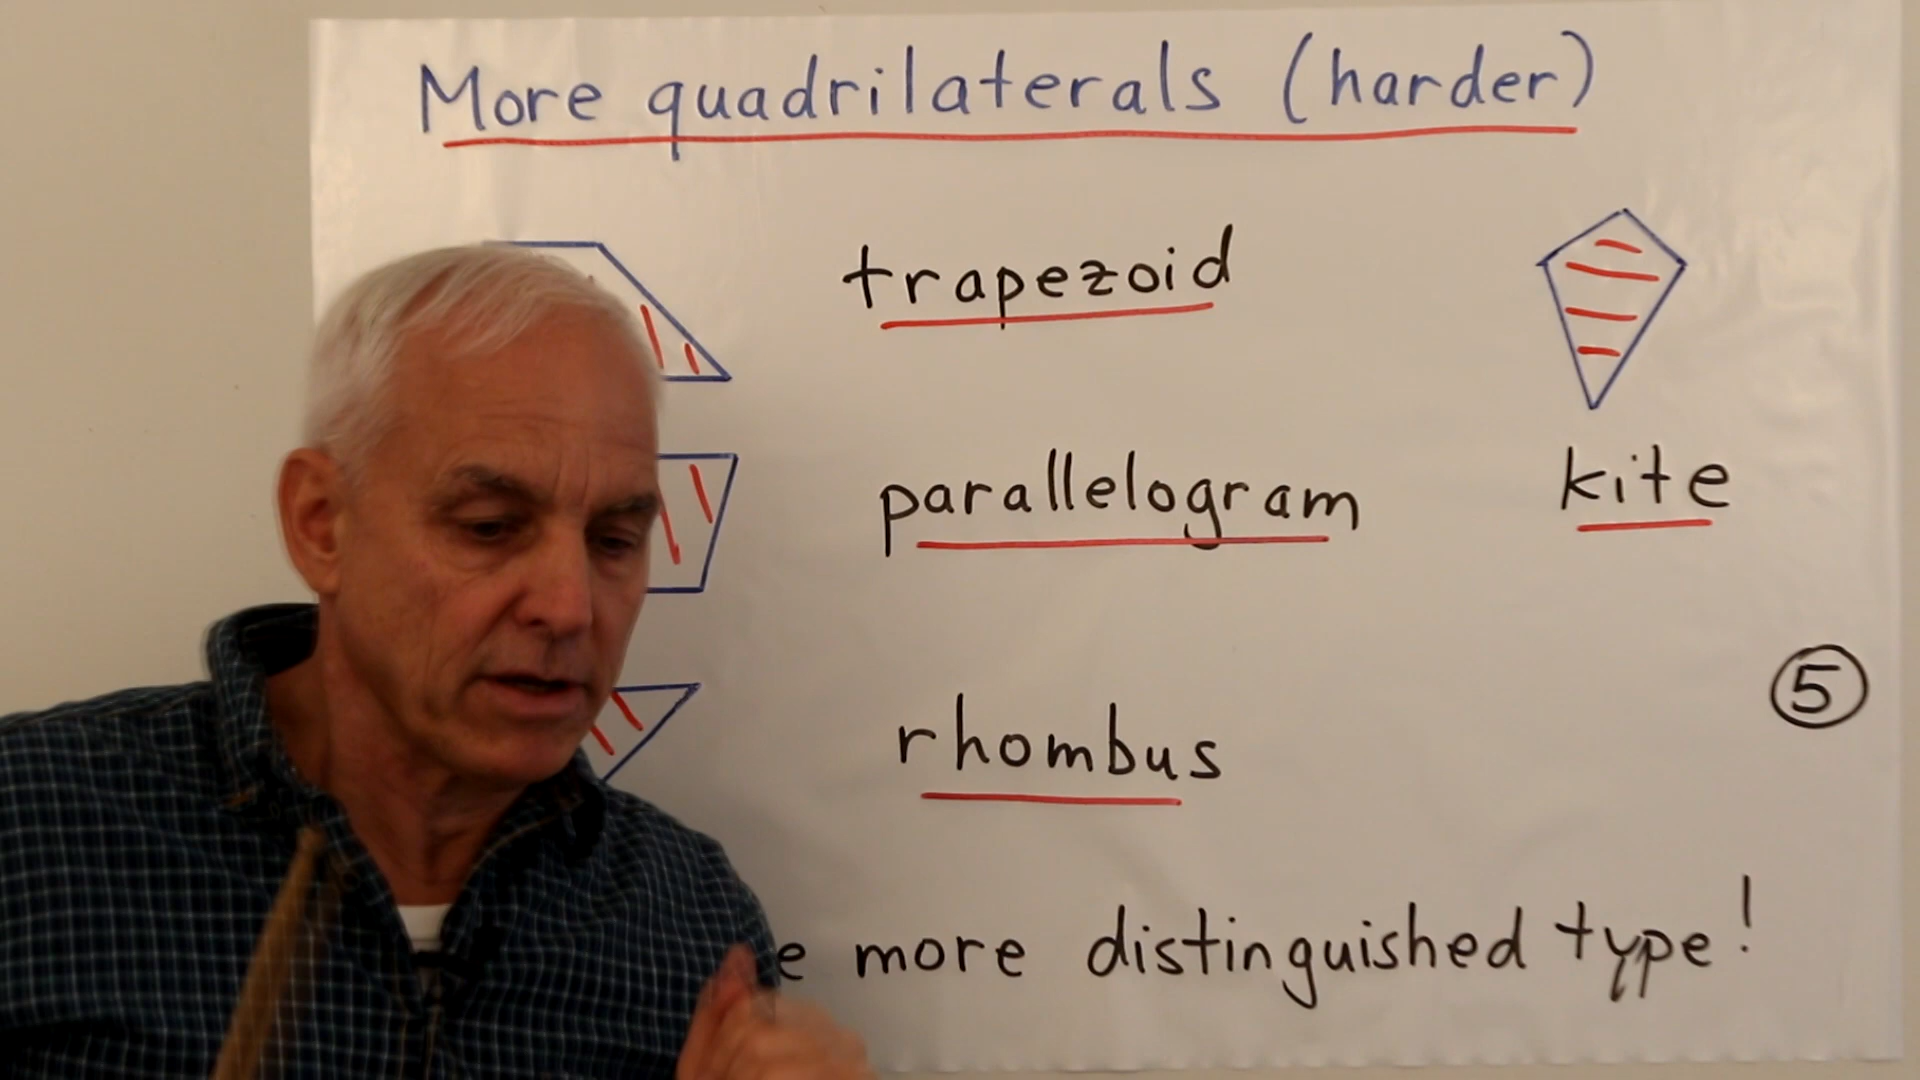 More quadrilaterals (harder)
trapezoid
parallelogram
kite
5
rhombus
more distinguished type!